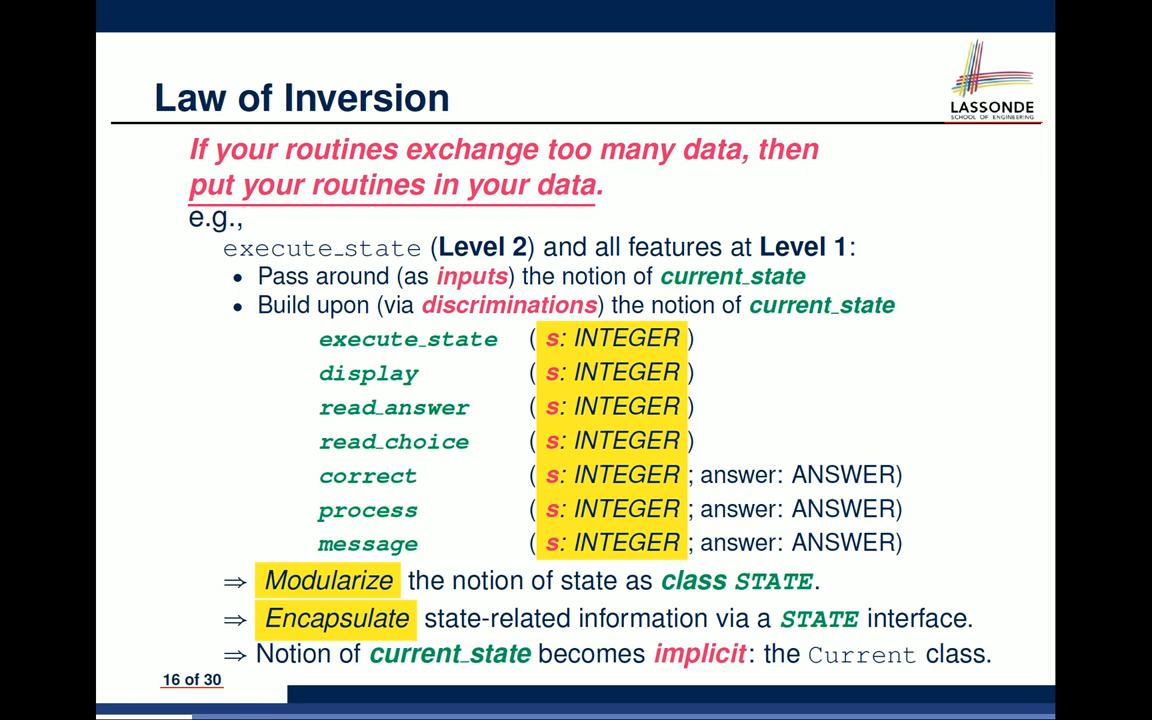 Law of Inversion
LASSONDE
SCHOOL OF ENGINEERING
If your routines exchange too many data, then
put your routines in your data.
e.g.,
execute_state (Level 2) and all features at Level 1:
• Pass around (as inputs) the notion of current_state
• Build upon (via discriminations) the notion of current_state
execute_state ( s: INTEGER )
display ( s: INTEGER )
read_answer ( s: INTEGER )
read_choice ( s: INTEGER )
correct ( s: INTEGER ; answer: ANSWER)
process ( s: INTEGER ; answer: ANSWER)
message ( s: INTEGER ; answer: ANSWER)
⇒ Modularize the notion of state as class STATE.
⇒ Encapsulate state-related information via a STATE interface.
⇒ Notion of current_state becomes implicit: the Current class.
16 of 30